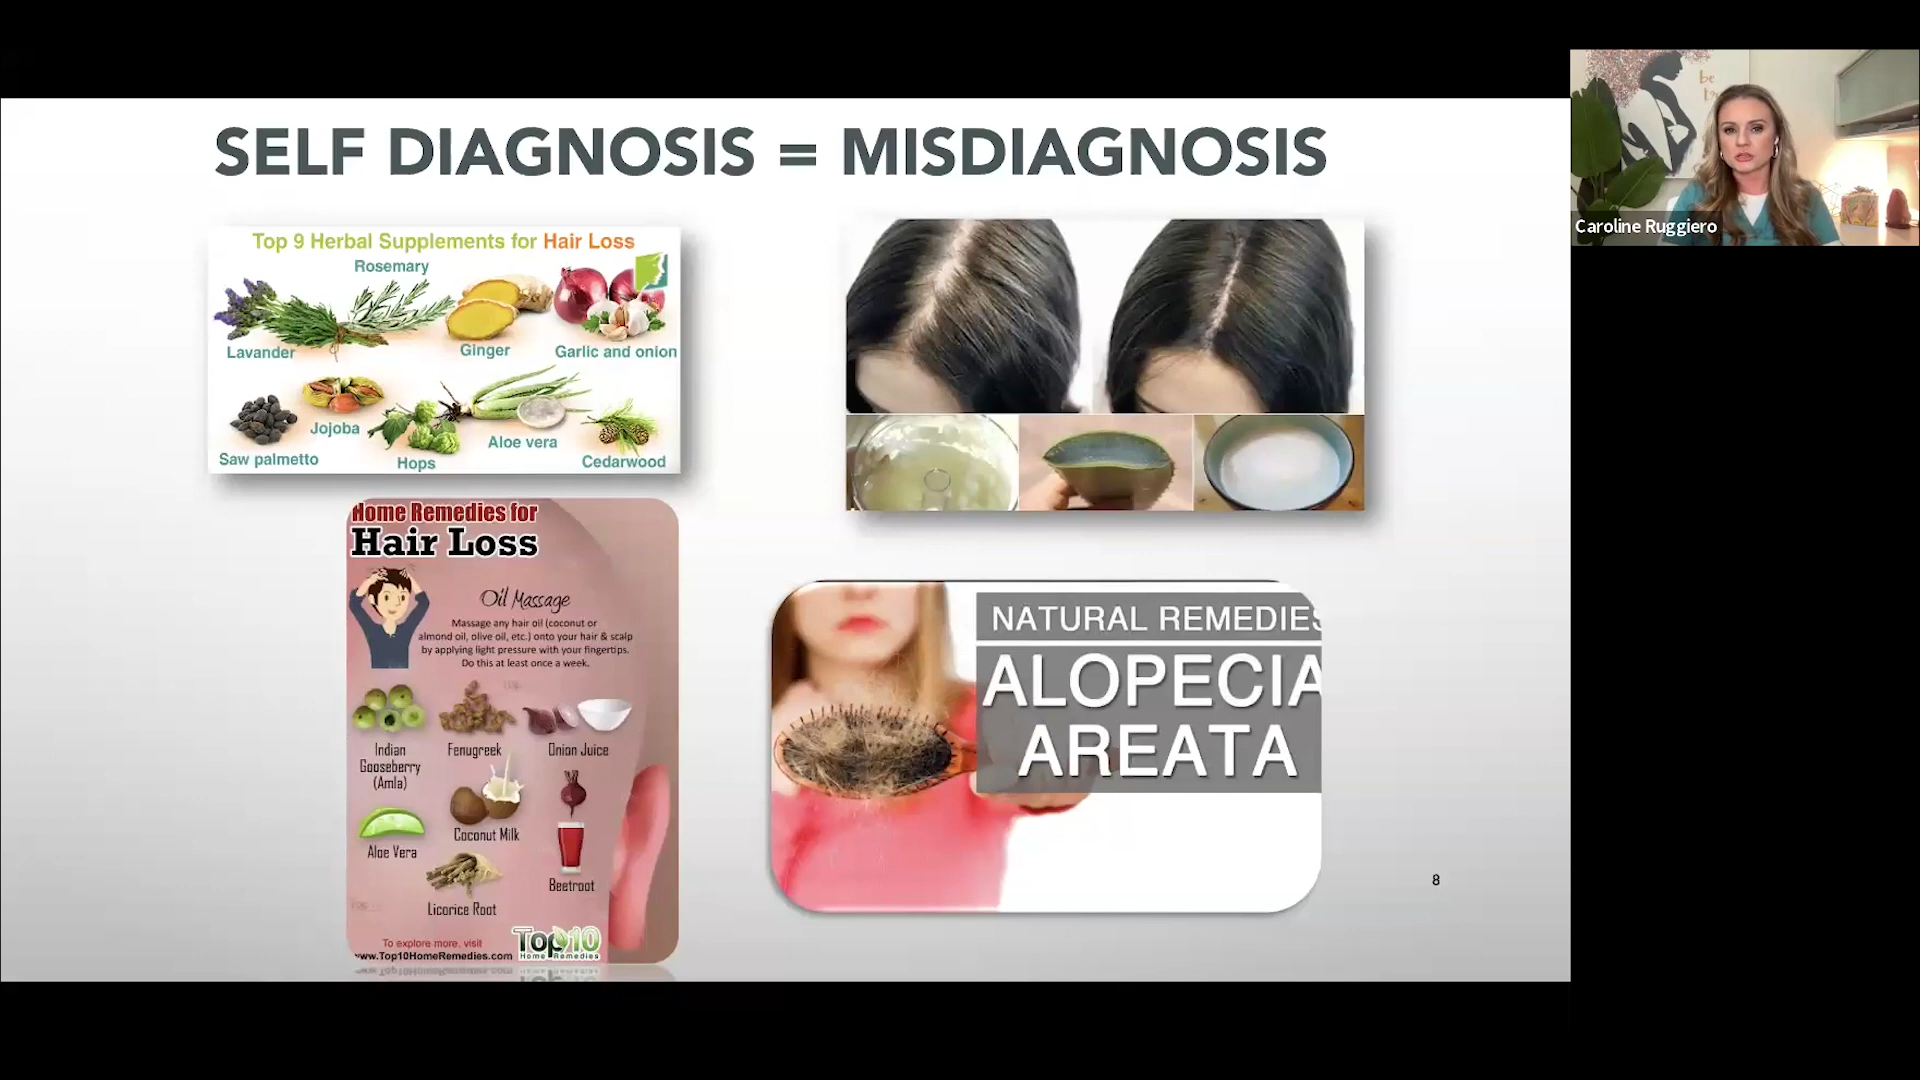 SELF DIAGNOSIS = MISDIAGNOSIS
be
Caroline Ruggiero
Top 9 Herbal Supplements for Hair Loss
Rosemary
Lavander
Ginger
Garlic and onion
Jojoba
Saw palmetto
Hops
Aloe vera
Cedarwood
Home Remedies for
Hair Loss
Oil Massage
Massage any hair oil (coconut or
almond oil, olive oil, etc.) onto your hair & scalp
by applying light pressure with your fingertips.
Do this at least once a week.
Indian
Gooseberry
(Amla)
Fenugreek
Onion Juice
Coconut Milk
Aloe Vera
Beetroot
Licorice Root
To explore more, visit
www.Top10HomeRemedies.com
Top10
Home Remedies
NATURAL REMEDIES
ALOPECIA
AREATA
8